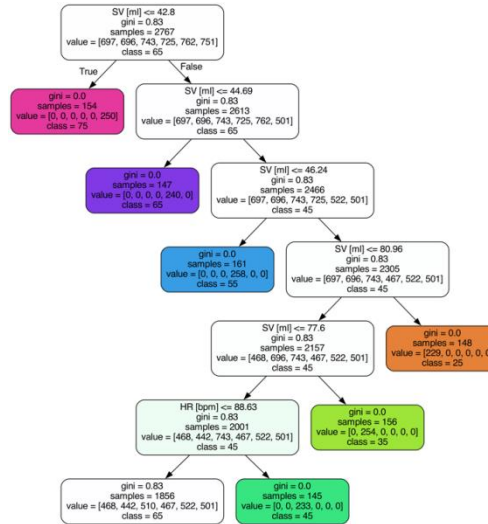 SV [ml] <= 42.8
gini = 0.83
samples = 2767
value = [697, 696, 743, 725, 762, 751]
class = 65
True
False
gini = 0.0
samples = 154
value = [0, 0, 0, 0, 0, 250]
class = 75
SV [ml] <= 44.69
gini = 0.83
samples = 2613
value = [697, 696, 743, 725, 762, 501]
class = 65
gini = 0.0
samples = 147
value = [0, 0, 0, 0, 240, 0]
class = 65
SV [ml] <= 46.24
gini = 0.83
samples = 2466
value = [697, 696, 743, 725, 522, 501]
class = 45
gini = 0.0
samples = 161
value = [0, 0, 0, 258, 0, 0]
class = 55
SV [ml] <= 80.96
gini = 0.83
samples = 2305
value = [697, 696, 743, 467, 522, 501]
class = 45
SV [ml] <= 77.6
gini = 0.83
samples = 2157
value = [468, 696, 743, 467, 522, 501]
class = 45
gini = 0.0
samples = 148
value = [229, 0, 0, 0, 0, 0]
class = 25
HR [bpm] <= 88.63
gini = 0.83
samples = 2001
value = [468, 442, 743, 467, 522, 501]
class = 45
gini = 0.0
samples = 156
value = [0, 254, 0, 0, 0, 0]
class = 35
gini = 0.83
samples = 1856
value = [468, 442, 510, 467, 522, 501]
class = 65
gini = 0.0
samples = 145
value = [0, 0, 233, 0, 0, 0]
class = 45